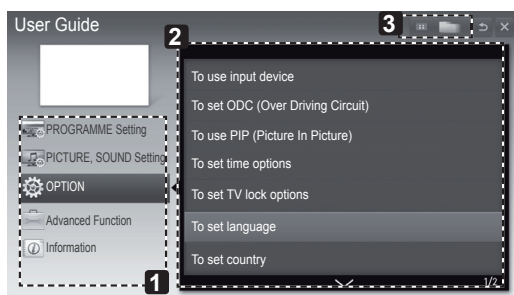 User Guide
2
3
To use input device
To set ODC (Over Driving Circuit)
To use PIP (Picture In Picture)
To set time options
To set TV lock options
To set language
To set country
1/2
PROGRAMME Setting
PICTURE, SOUND Setting
OPTION
Advanced Function
Information
1